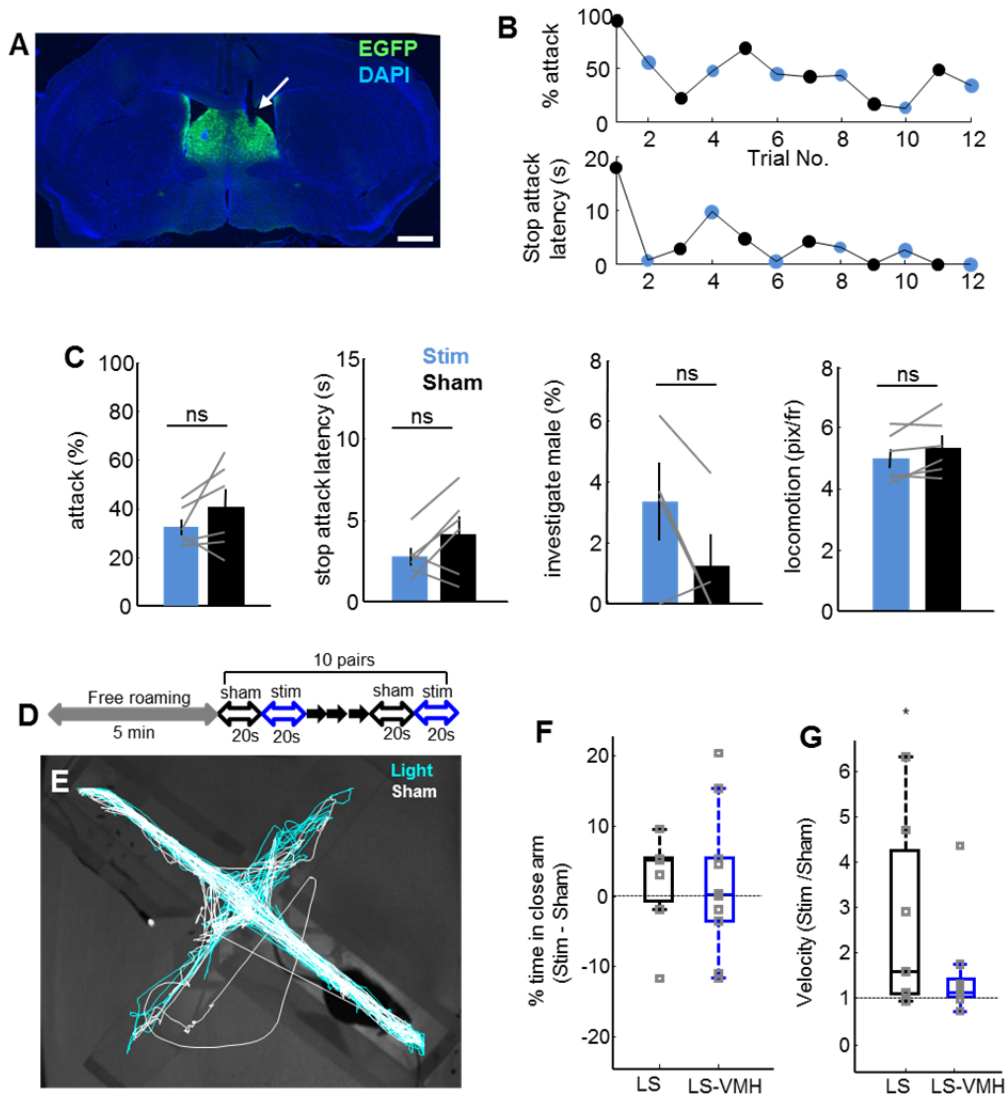 A
EGFP
DAPI
B
% attack
100
50
0
2 4 6 8 10 12
Trial No.
Stop attack
latency (s)
20
10
0
2 4 6 8 10 12
C
Stim
Sham
attack (%)
100
80
60
40
20
0
ns
stop attack latency (s)
15
10
5
0
ns
investigate male (%)
8
6
4
2
0
ns
locomotion (pix/fr)
8
6
4
2
0
ns
D
10 pairs
Free roaming
sham stim sham stim
5 min
20s 20s 20s 20s
E
Light
Sham
F
% time in close arm
(Stim - Sham)
20
10
0
-10
-20
LS LS-VMH
G
Velocity (Stim /Sham)
*
6
5
4
3
2
1
0
LS LS-VMH